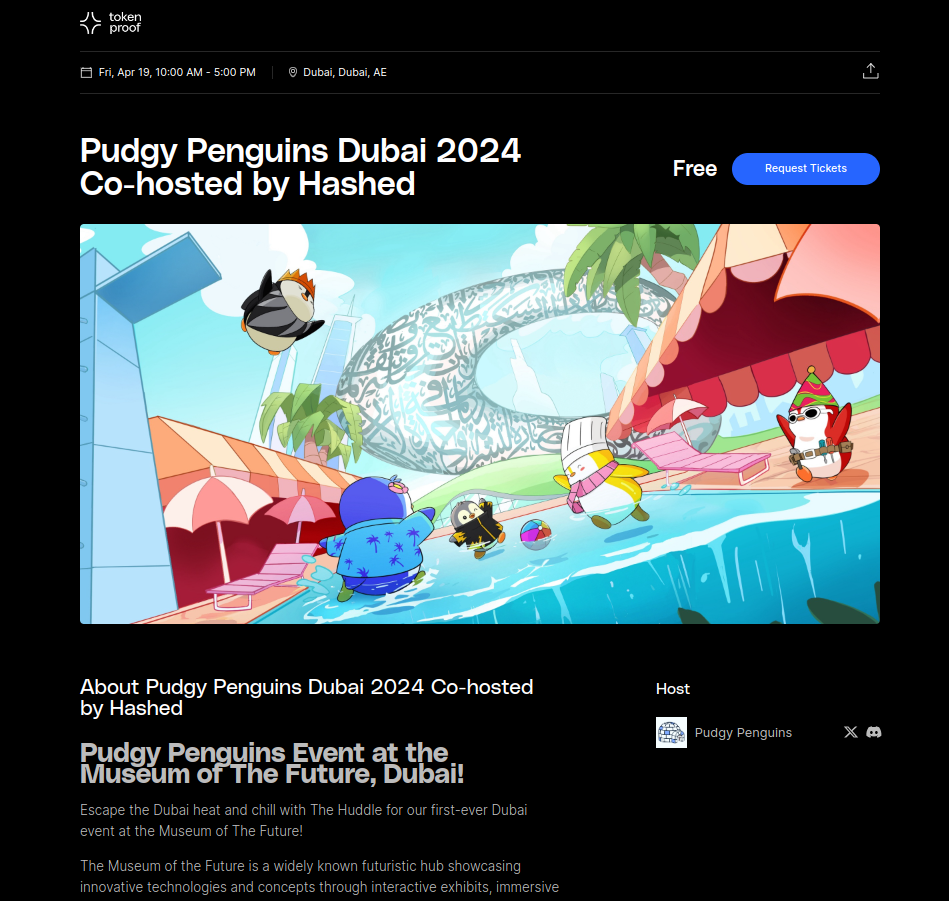 token
proof
Fri, Apr 19, 10:00 AM - 5:00 PM
Dubai, Dubai, AE
Pudgy Penguins Dubai 2024
Co-hosted by Hashed
Free
Request Tickets
About Pudgy Penguins Dubai 2024 Co-hosted
by Hashed
Host
Pudgy Penguins
Pudgy Penguins Event at the
Museum of The Future, Dubai!
Escape the Dubai heat and chill with The Huddle for our first-ever Dubai
event at the Museum of The Future!
The Museum of the Future is a widely known futuristic hub showcasing
innovative technologies and concepts through interactive exhibits, immersive